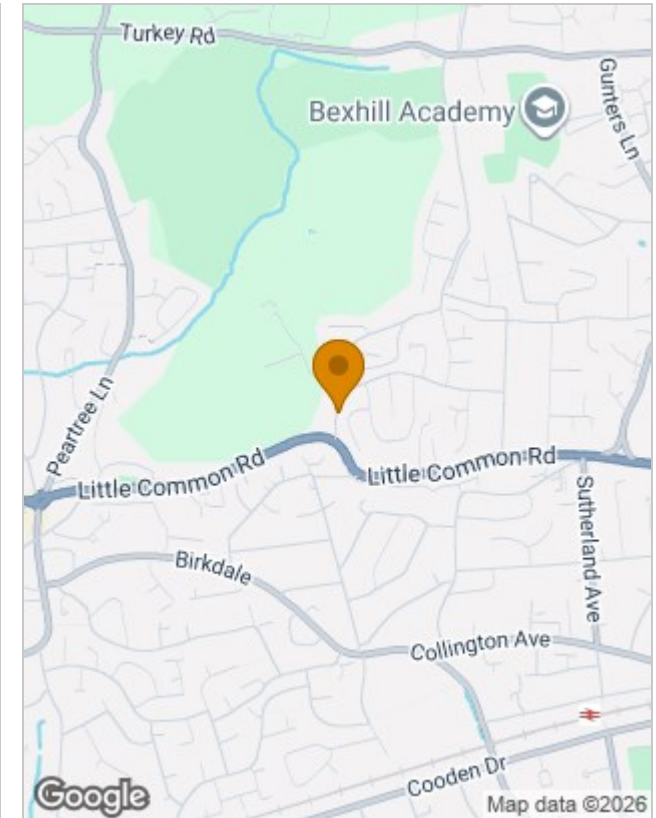 Turkey Rd
Bexhill Academy
Gunters Ln
Peartree Ln
Little Common Rd
Little Common Rd
Sutherland Ave
Birkdale
Collington Ave
Cooden Dr
Google
Map data ©2026